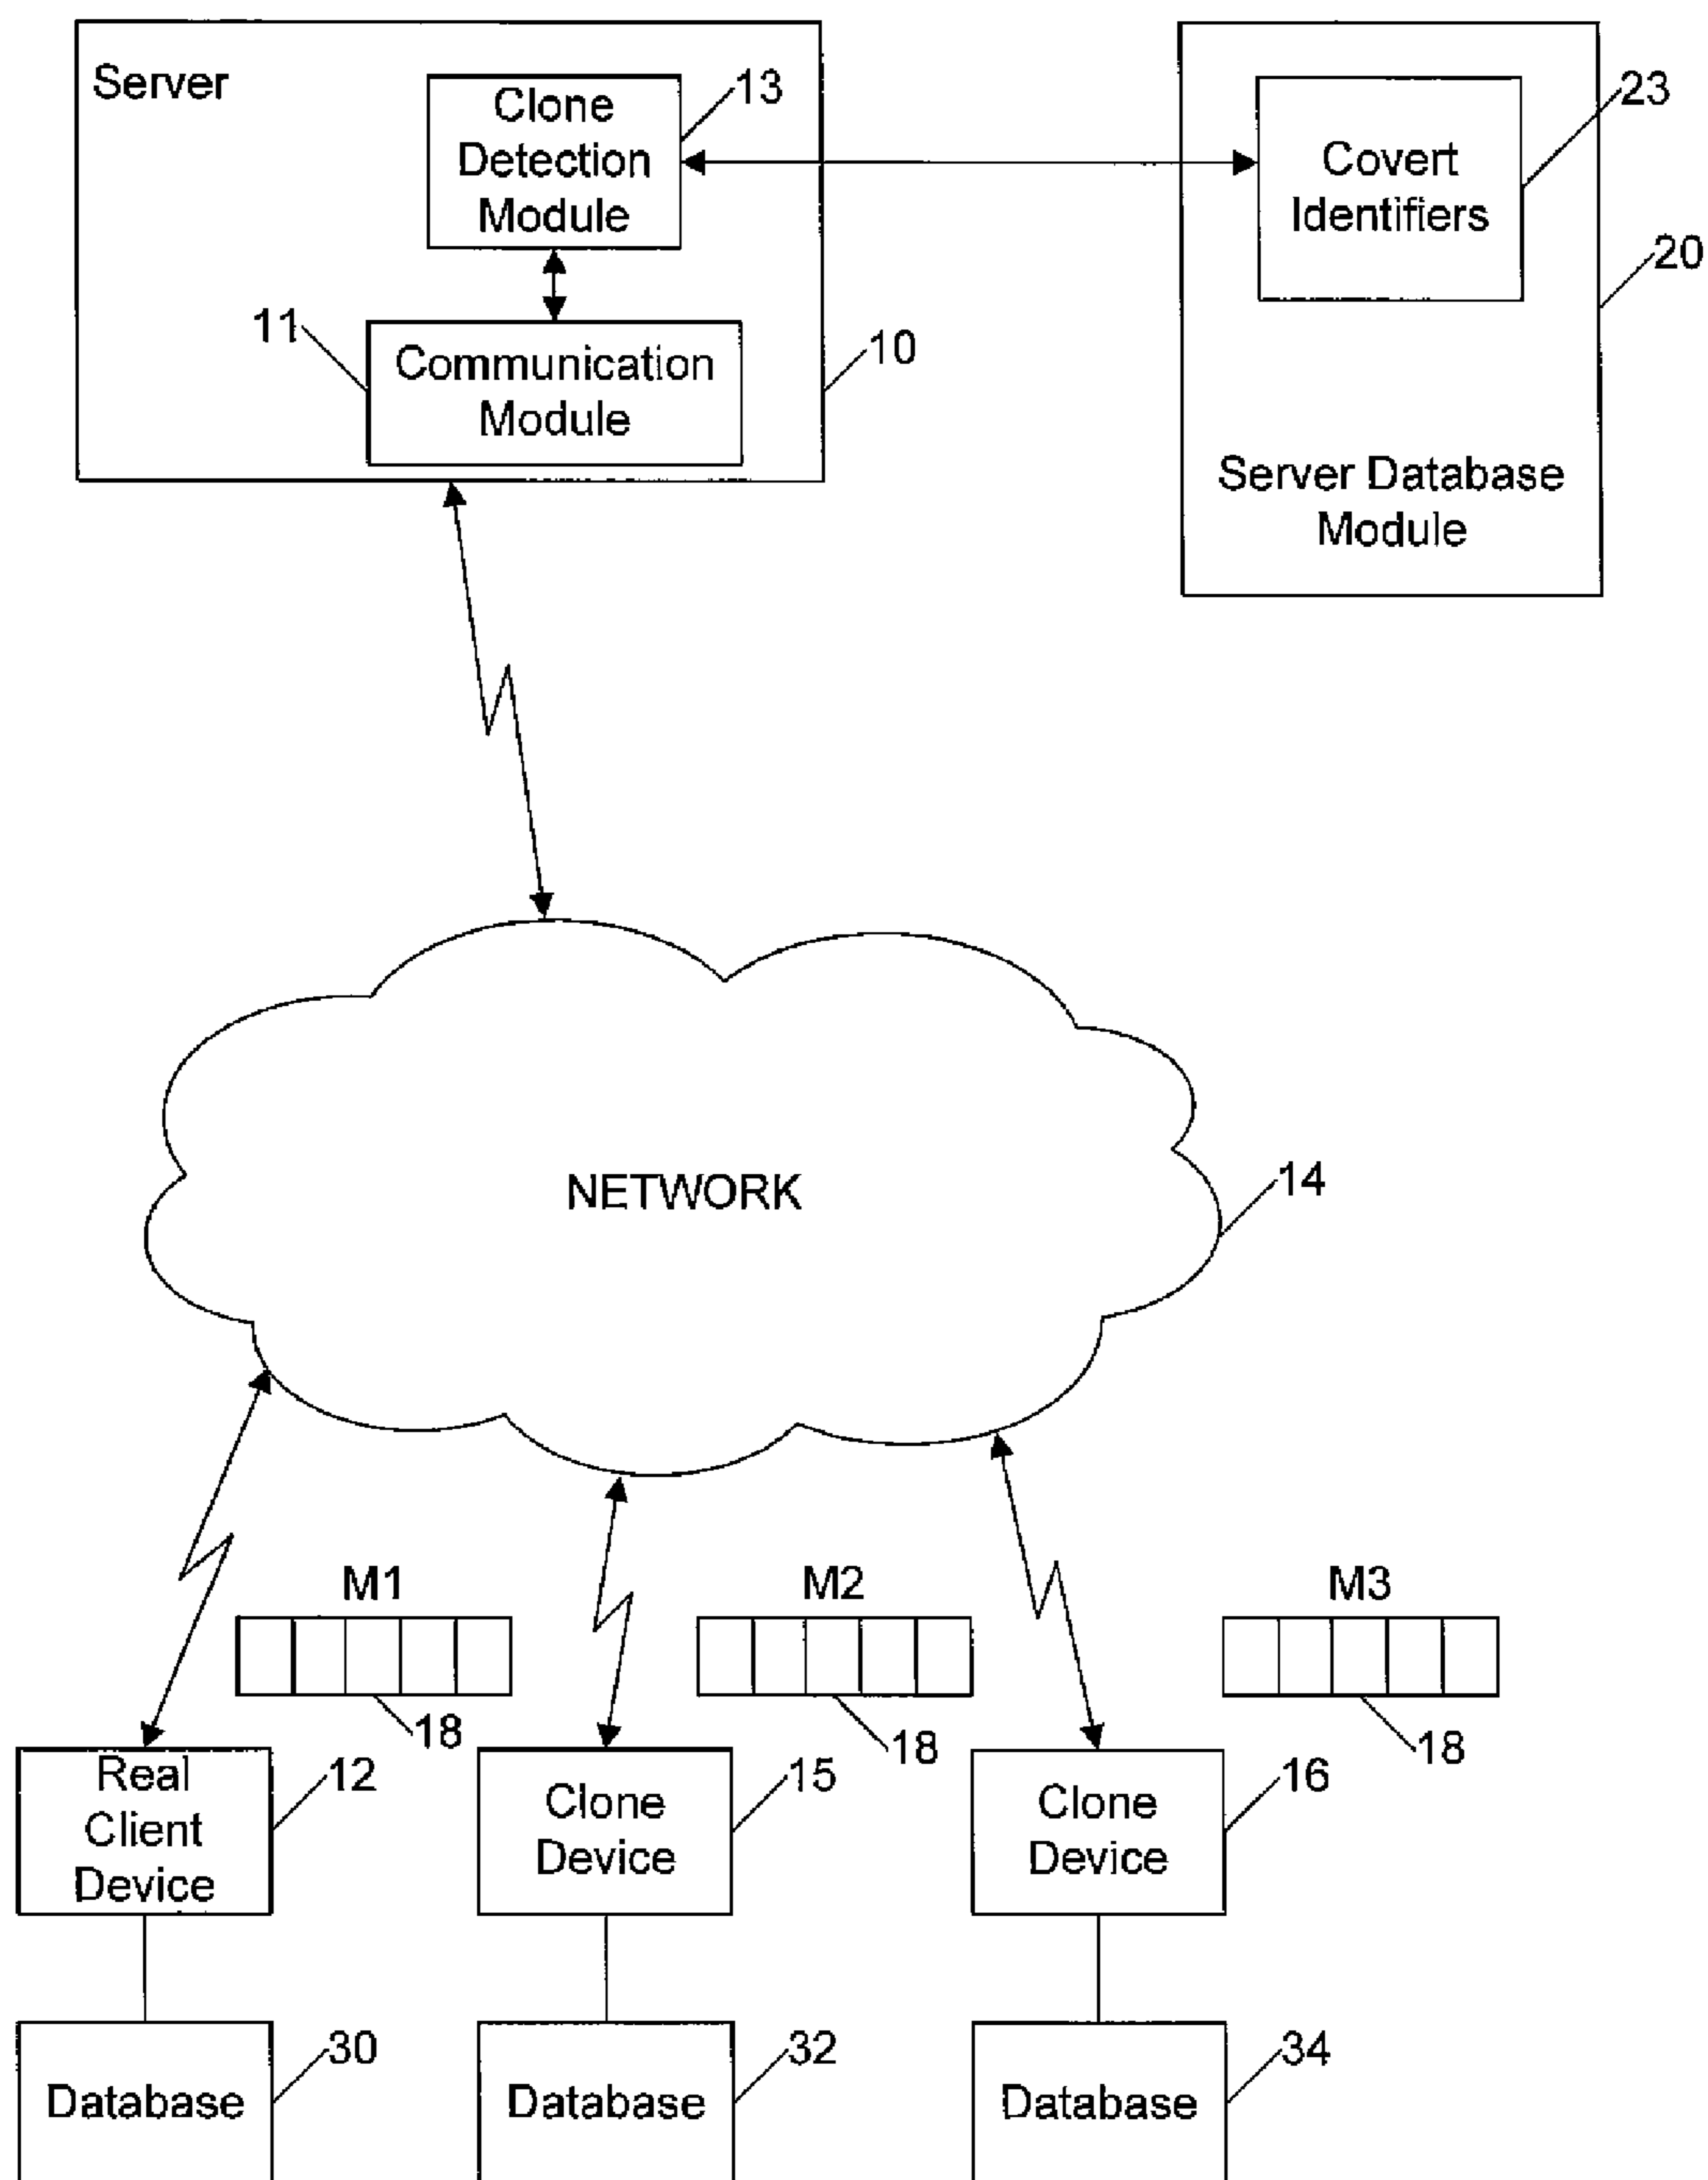 Server
Clone
Detection
Module
13
Covert
Identifiers
23
20
11
Communication
Module
10
Server Database
Module
NETWORK
14
M1
M2
M3
18
18
18
Real
Client
Device
12
Clone
Device
15
Clone
Device
16
Database
30
Database
32
Database
34